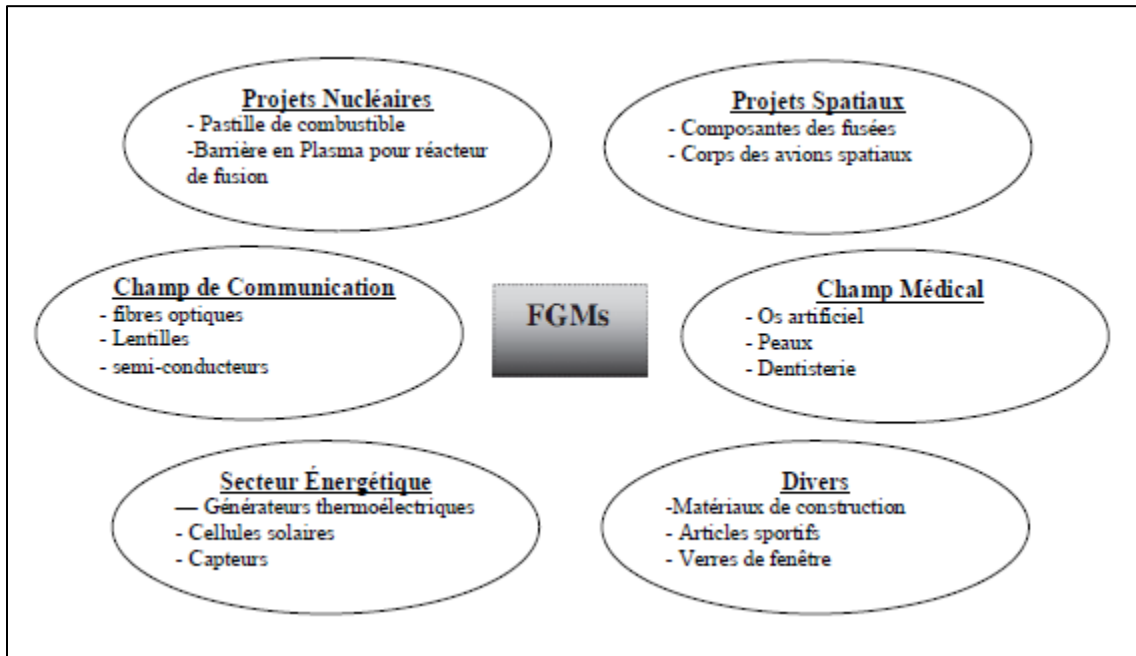 Projets Nucléaires
- Pastille de combustible
-Barrière en Plasma pour réacteur
de fusion
Projets Spatiaux
- Composantes des fusées
- Corps des avions spatiaux
Champ de Communication
- fibres optiques
- Lentilles
- semi-conducteurs
FGMs
Champ Médical
- Os artificiel
- Peaux
- Dentisterie
Secteur Énergétique
— Générateurs thermoélectriques
- Cellules solaires
- Capteurs
Divers
-Matériaux de construction
- Articles sportifs
- Verres de fenêtre